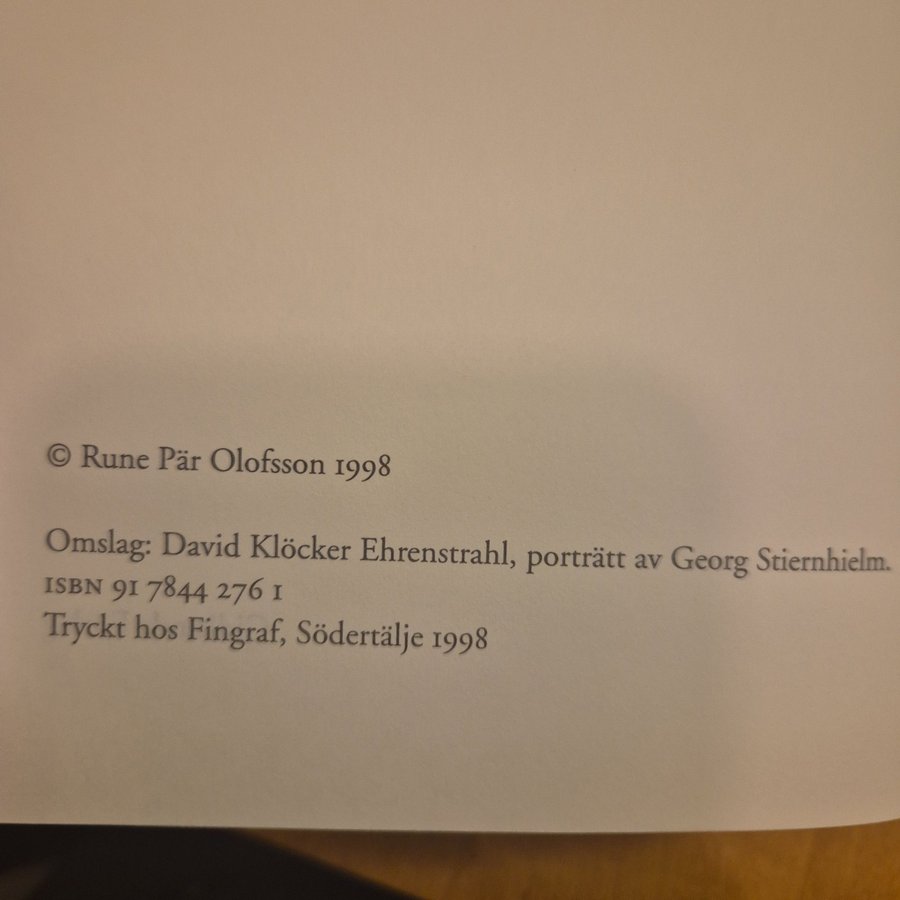 © Rune Pär Olofsson 1998
Omslag: David Klöcker Ehrenstrahl, porträtt av Georg Stiernhielm.
ISBN 91 7844 276 1
Tryckt hos Fingraf, Södertälje 1998